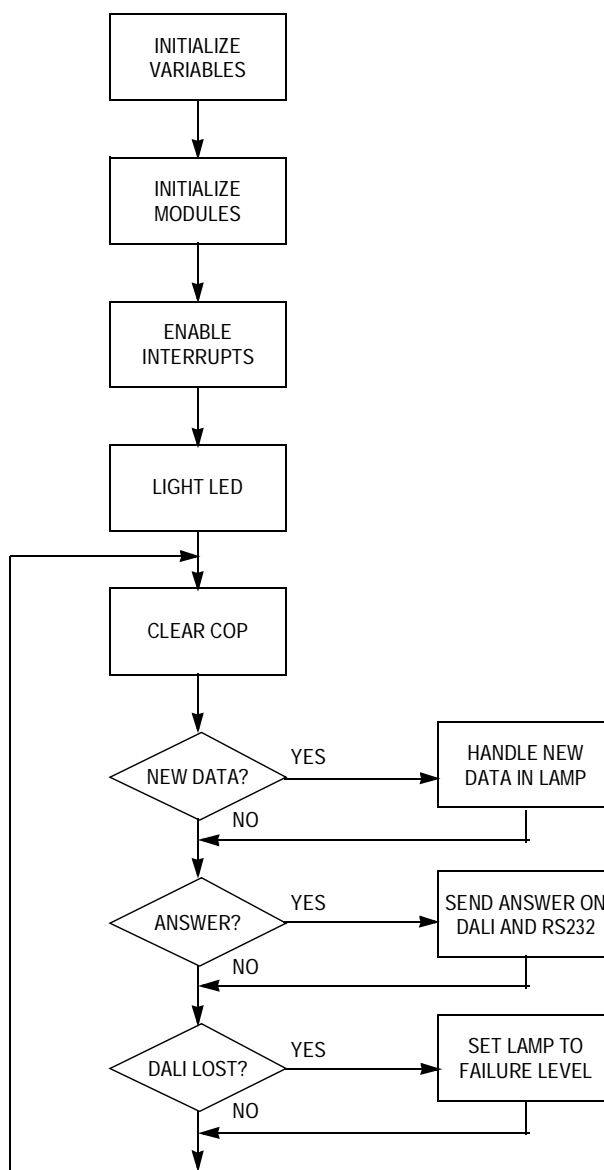 INITIALIZE
VARIABLES
INITIALIZE
MODULES
ENABLE
INTERRUPTS
LIGHT LED
CLEAR COP
NEW DATA?
YES
HANDLE NEW
DATA IN LAMP
NO
ANSWER?
YES
SEND ANSWER ON
DALI AND RS232
NO
DALI LOST?
YES
SET LAMP TO
FAILURE LEVEL
NO